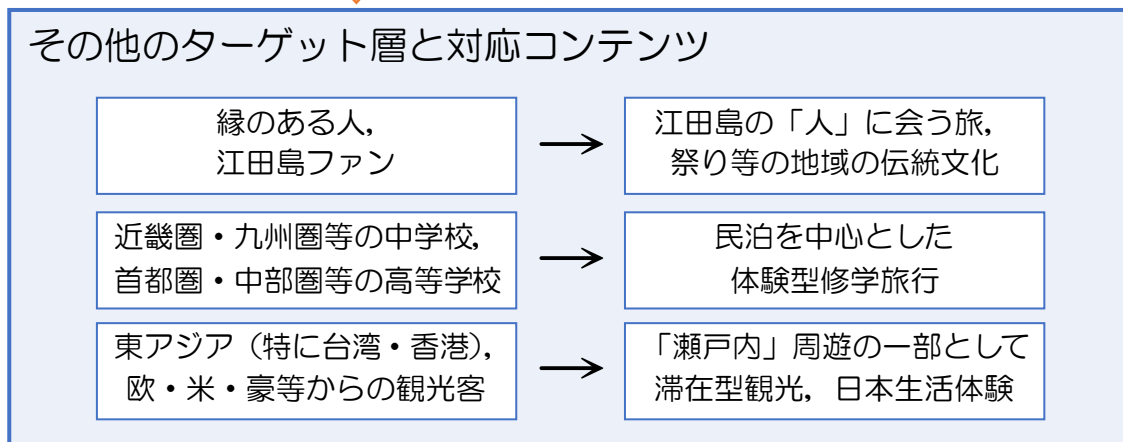 その他のターゲット層と対応コンテンツ
縁のある人,
江田島ファン
江田島の「人」に会う旅,
祭り等の地域の伝統文化
近畿圏・九州圏等の中学校,
首都圏・中部圏等の高等学校
民泊を中心とした
体験型修学旅行
東アジア（特に台湾・香港）,
欧・米・豪等からの観光客
「瀬戸内」周遊の一部として
滞在型観光, 日本生活体験